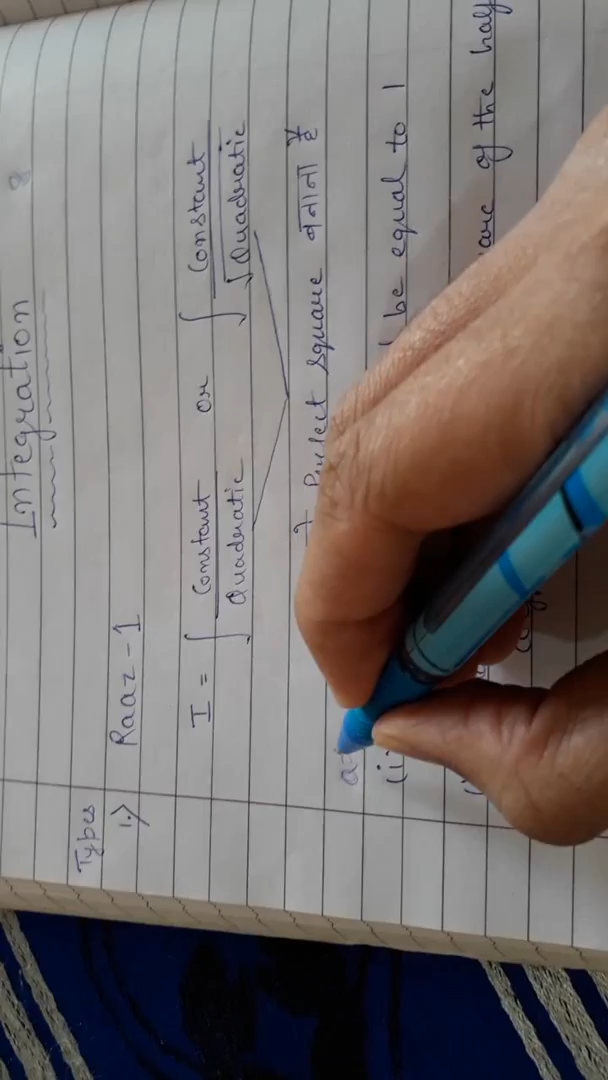 Integration
Types
1.) Raaz-1
I = ∫ Constant / Quadratic or ∫ Constant / √Quadratic
→ Perfect square बनाना है
a=
(i be equal to 1
of the half